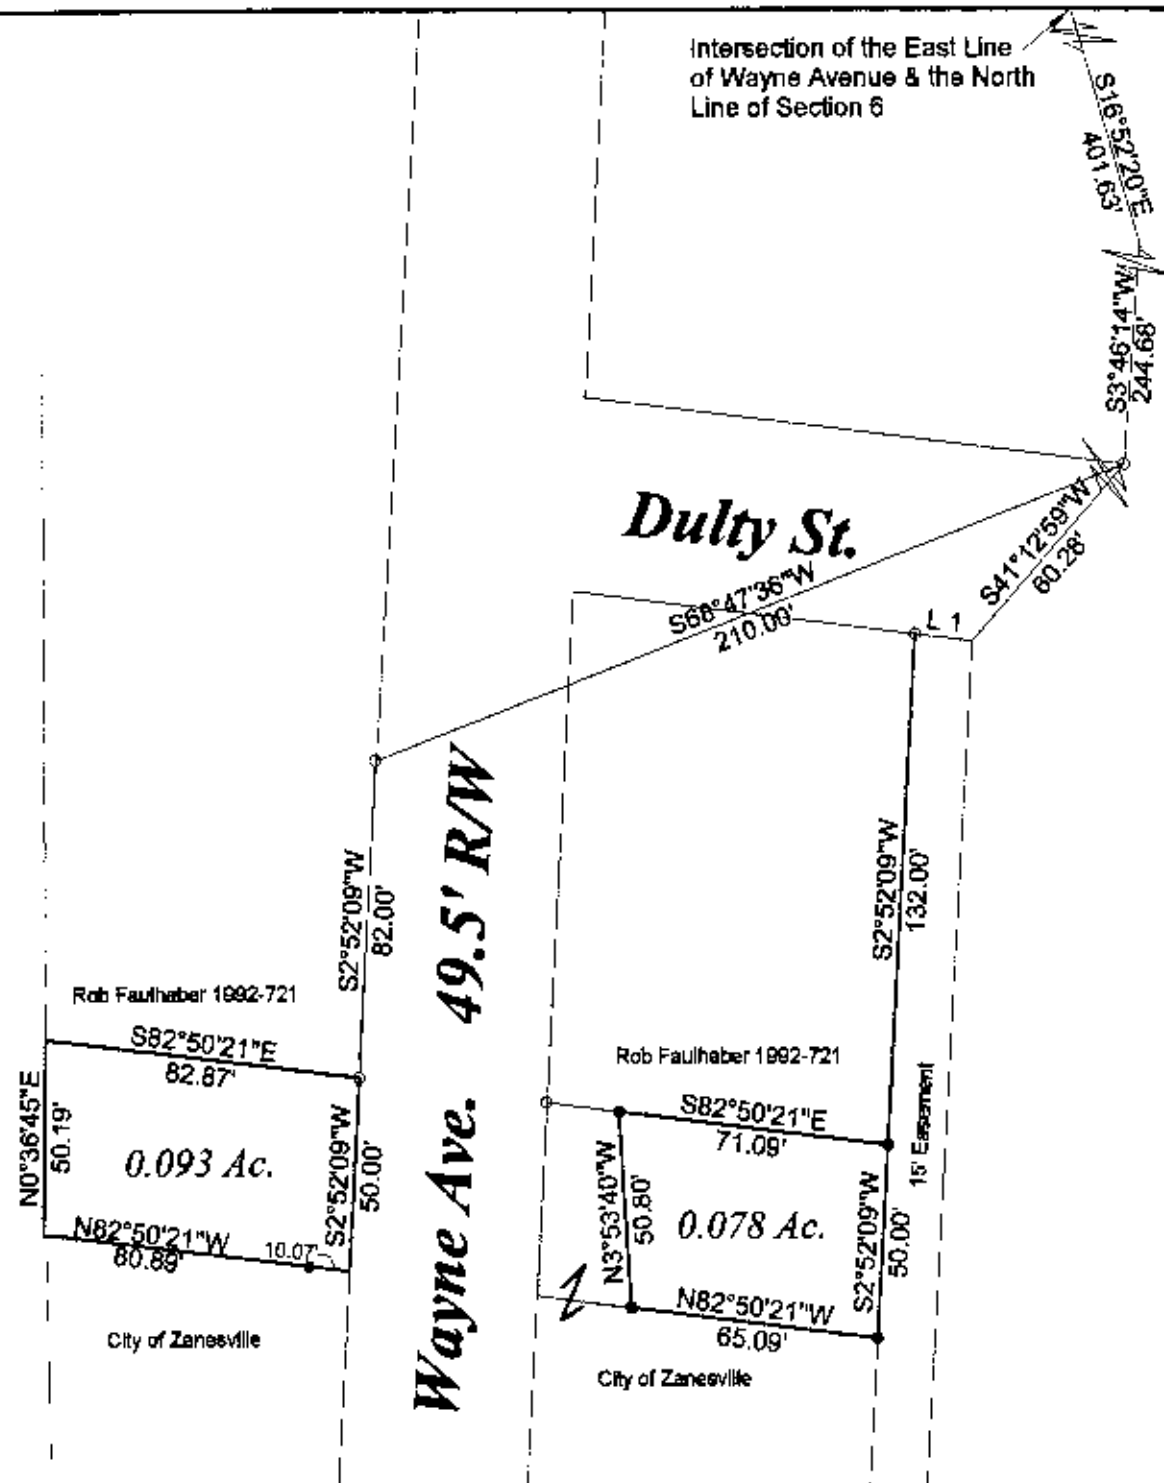 Intersection of the East Line
of Wayne Avenue & the North
Line of Section 6
S16°52'20"E
401.63'
S3°46'14"W
244.68'
Dulty St.
S41°12'59"W
60.28'
S68°47'36"W
210.00'
L 1
Wayne Ave. 49.5' R/W
S2°52'09"W
82.00'
S2°52'09"W
132.00'
Rob Faulhaber 1992-721
S82°50'21"E
82.87'
N0°36'45"E
50.19'
0.093 Ac.
S2°52'09"W
50.00'
N82°50'21"W
80.89'
10.07'
City of Zanesville
Rob Faulhaber 1992-721
S82°50'21"E
71.09'
15' Easement
N3°53'40"W
50.80'
0.078 Ac.
S2°52'09"W
50.00'
N82°50'21"W
65.09'
City of Zanesville